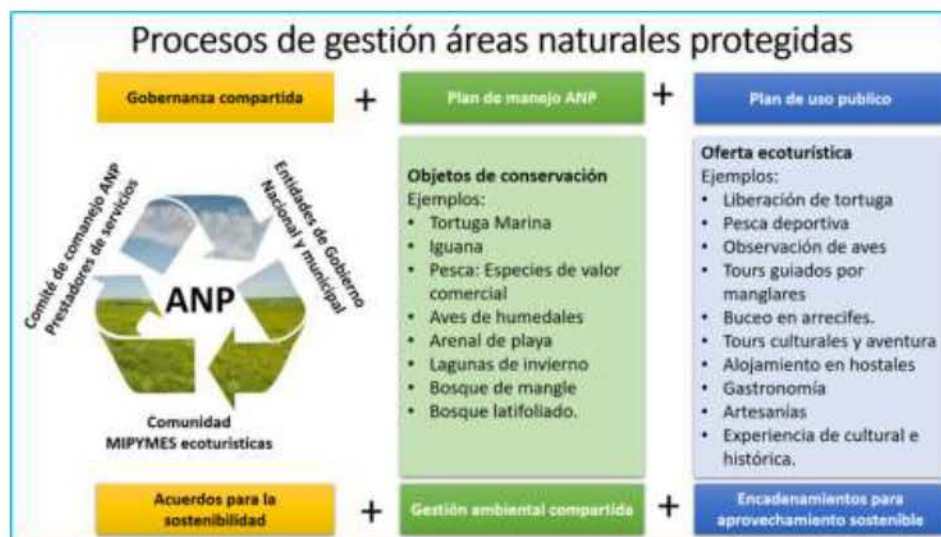 Procesos de gestión áreas naturales protegidas
Gobernanza compartida
+
Plan de manejo ANP
+
Plan de uso publico
Comité de comanejo ANP
Prestadores de servicios
Entidades de Gobierno
Nacional y municipal
ANP
Comunidad
MIPYMES ecoturisticas
Objetos de conservación
Ejemplos:
• Tortuga Marina
• Iguana
• Pesca: Especies de valor
comercial
• Aves de humedales
• Arenal de playa
• Lagunas de invierno
• Bosque de mangle
• Bosque latifoliado.
Oferta ecoturística
Ejemplos:
• Liberación de tortuga
• Pesca deportiva
• Observación de aves
• Tours guiados por
manglares
• Buceo en arrecifes.
• Tours culturales y aventura
• Alojamiento en hostales
• Gastronomía
• Artesanías
• Experiencia de cultural e
histórica.
Acuerdos para la
sostenibilidad
+
Gestión ambiental compartida
+
Encadenamientos para
aprovechamiento sostenible